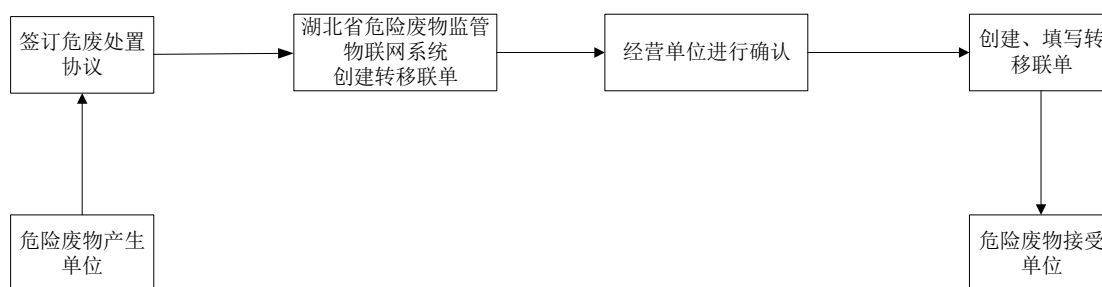 签订危废处置
协议
湖北省危险废物监管
物联网系统
创建转移联单
经营单位进行确认
创建、填写转
移联单
危险废物产生
单位
危险废物接受
单位